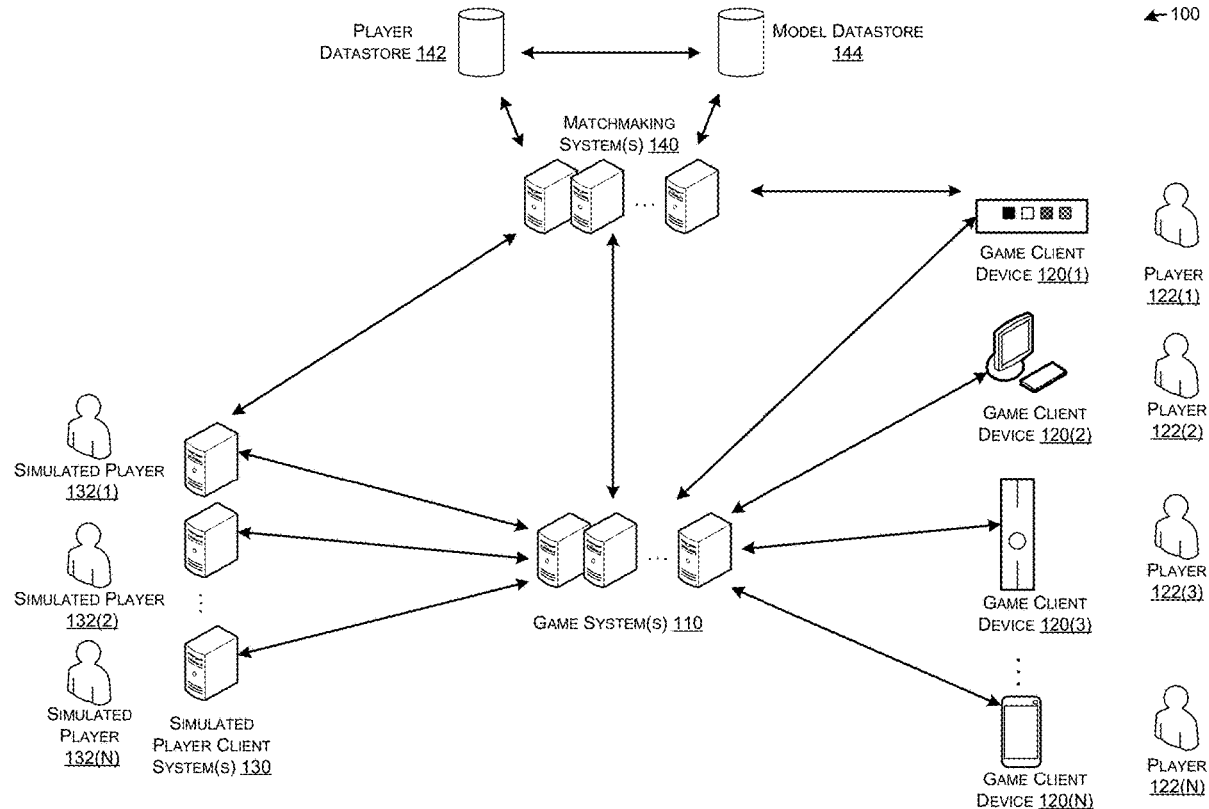 100
PLAYER
DATASTORE 142
MODEL DATASTORE
144
MATCHMAKING
SYSTEM(S) 140
GAME CLIENT
DEVICE 120(1)
PLAYER
122(1)
GAME CLIENT
DEVICE 120(2)
PLAYER
122(2)
SIMULATED PLAYER
132(1)
SIMULATED PLAYER
132(2)
SIMULATED
PLAYER
132(N)
SIMULATED
PLAYER CLIENT
SYSTEM(S) 130
GAME SYSTEM(S) 110
GAME CLIENT
DEVICE 120(3)
PLAYER
122(3)
GAME CLIENT
DEVICE 120(N)
PLAYER
122(N)